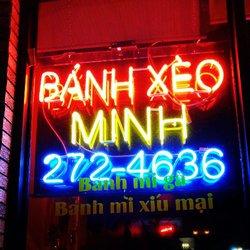 BÁNH XÈO
MINH
272-4636
Bánh mì gà
Bánh mì xíu mại